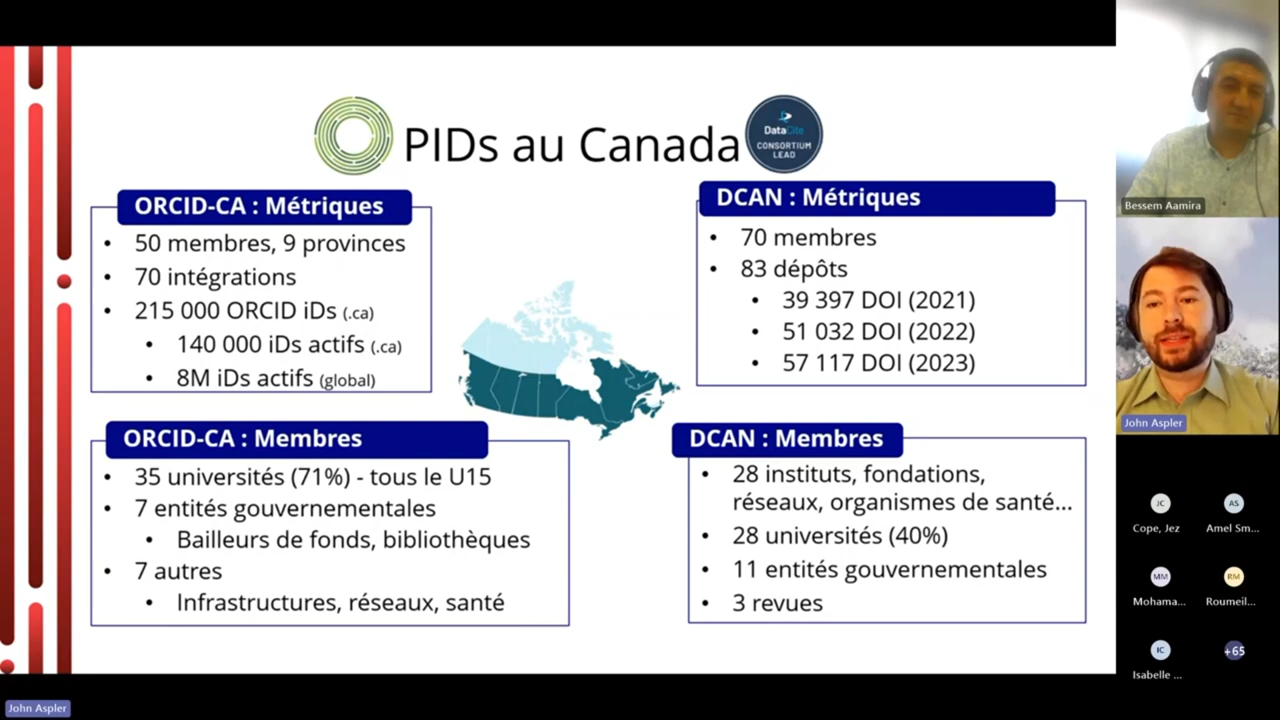 PIDs au Canada
DataCite
CONSORTIUM
LEAD
ORCID-CA : Métriques
• 50 membres, 9 provinces
• 70 intégrations
• 215 000 ORCID iDs (.ca)
• 140 000 iDs actifs (.ca)
• 8M iDs actifs (global)
DCAN : Métriques
• 70 membres
• 83 dépôts
• 39 397 DOI (2021)
• 51 032 DOI (2022)
• 57 117 DOI (2023)
ORCID-CA : Membres
• 35 universités (71%) - tous le U15
• 7 entités gouvernementales
• Bailleurs de fonds, bibliothèques
• 7 autres
• Infrastructures, réseaux, santé
DCAN : Membres
• 28 instituts, fondations,
réseaux, organismes de santé...
• 28 universités (40%)
• 11 entités gouvernementales
• 3 revues
Bessem Aamira
John Aspler
JC
Cope, Jez
AS
Amel Sm...
MM
Mohama...
RM
Roumeil...
IC
Isabelle ...
+65
John Aspler